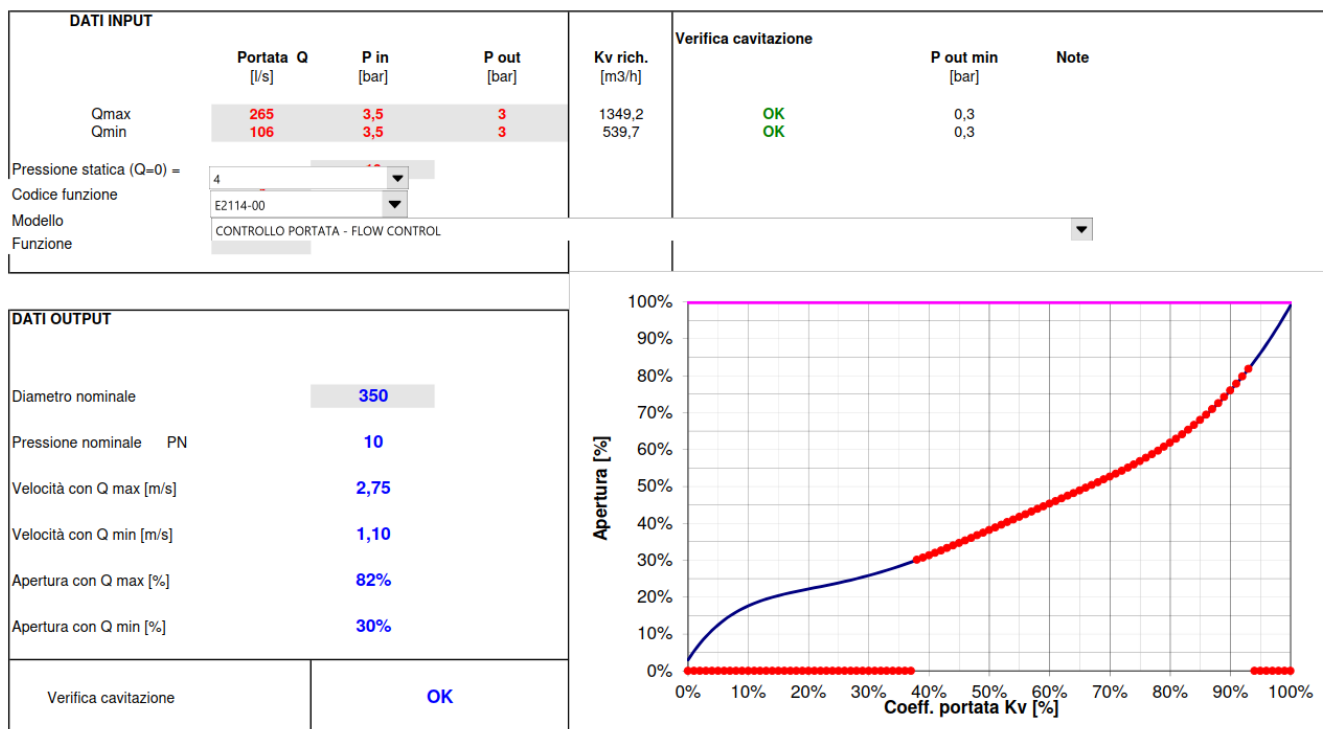 DATI INPUT
Verifica cavitazione
Portata Q P in P out Kv rich. P out min Note
[l/s] [bar] [bar] [m3/h] [bar]
Qmax 265 3,5 3 1349,2 OK 0,3
Qmin 106 3,5 3 539,7 OK 0,3
Pressione statica (Q=0) =
4
Codice funzione
E2114-00
Modello
CONTROLLO PORTATA - FLOW CONTROL
Funzione
DATI OUTPUT
Diametro nominale 350
Pressione nominale PN 10
Velocità con Q max [m/s] 2,75
Velocità con Q min [m/s] 1,10
Apertura con Q max [%] 82%
Apertura con Q min [%] 30%
Verifica cavitazione OK
100%
90%
80%
70%
60%
50%
40%
30%
20%
10%
0%
Apertura [%]
0% 10% 20% 30% 40% 50% 60% 70% 80% 90% 100%
Coeff. portata Kv [%]